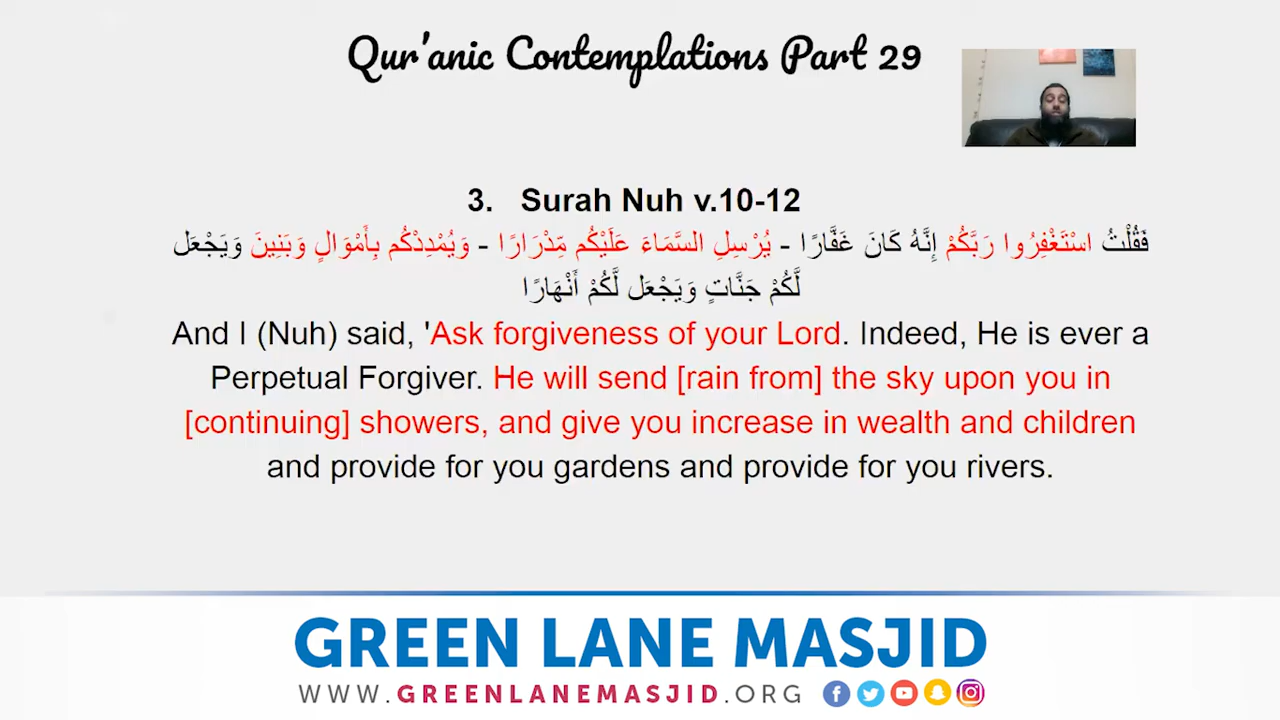 Qur'anic Contemplations Part 29
3. Surah Nuh v.10-12
فَقُلْتُ اسْتَغْفِرُوا رَبَّكُمْ إِنَّهُ كَانَ غَفَّارًا - يُرْسِلِ السَّمَاءَ عَلَيْكُم مِّدْرَارًا - وَيُمْدِدْكُم بِأَمْوَالٍ وَبَنِينَ وَيَجْعَل
لَّكُمْ جَنَّاتٍ وَيَجْعَل لَّكُمْ أَنْهَارًا
And I (Nuh) said, 'Ask forgiveness of your Lord. Indeed, He is ever a
Perpetual Forgiver. He will send [rain from] the sky upon you in
[continuing] showers, and give you increase in wealth and children
and provide for you gardens and provide for you rivers.
GREEN LANE MASJID
WWW.GREENLANEMASJID.ORG